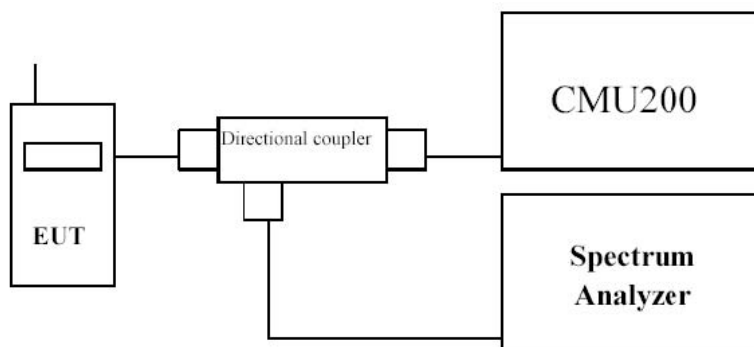 CMU200
Directional coupler
EUT
Spectrum
Analyzer